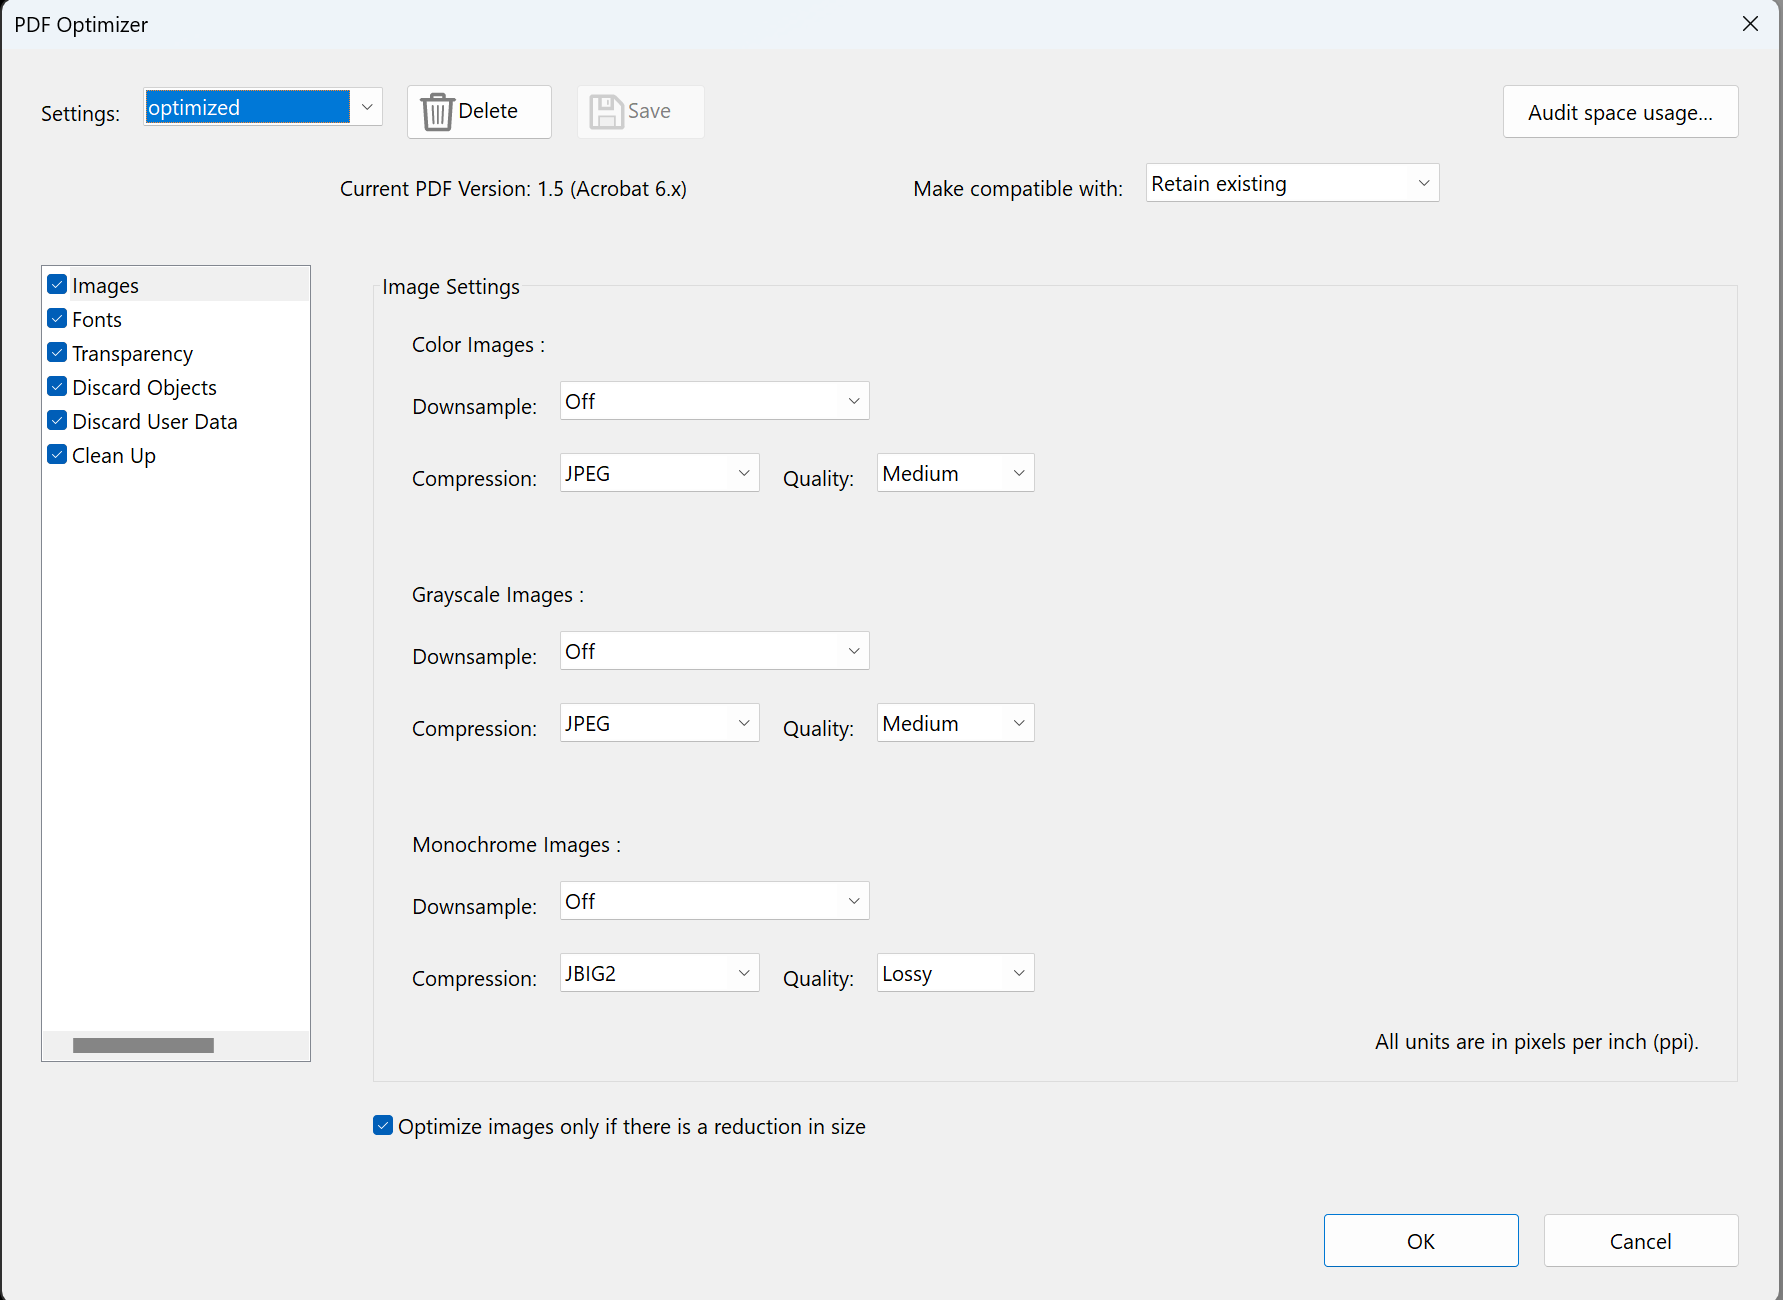 PDF Optimizer
Settings: optimized Delete Save Audit space usage...
Current PDF Version: 1.5 (Acrobat 6.x) Make compatible with: Retain existing
Images
Fonts
Transparency
Discard Objects
Discard User Data
Clean Up
Image Settings
Color Images :
Downsample: Off
Compression: JPEG Quality: Medium
Grayscale Images :
Downsample: Off
Compression: JPEG Quality: Medium
Monochrome Images :
Downsample: Off
Compression: JBIG2 Quality: Lossy
All units are in pixels per inch (ppi).
Optimize images only if there is a reduction in size
OK Cancel